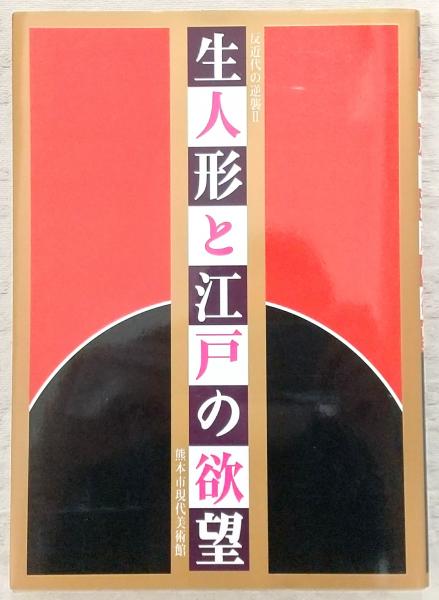 反近代の逆襲II
生人形と江戸の欲望
熊本市現代美術館